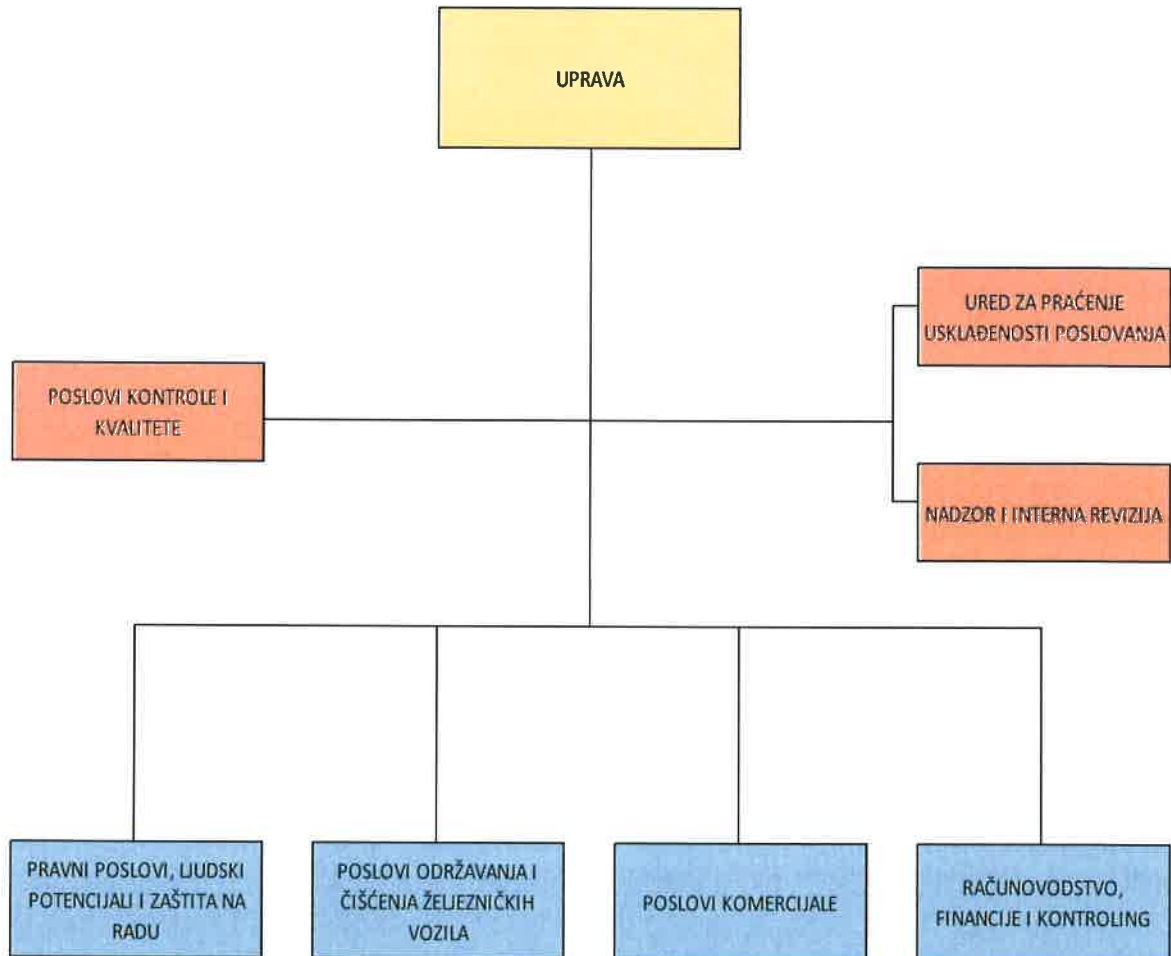 UPRAVA
URED ZA PRAĆENJE
USKLAĐENOSTI POSLOVANJA
POSLOVI KONTROLE I
KVALITETE
NADZOR I INTERNA REVIZIJA
PRAVNI POSLOVI, LJUDSKI
POTENCIJALI I ZAŠTITA NA
RADU
POSLOVI ODRŽAVANJA I
ČIŠĆENJA ŽELJEZNIČKIH
VOZILA
POSLOVI KOMERCIJALE
RAČUNOVODSTVO,
FINANCIJE I KONTROLING